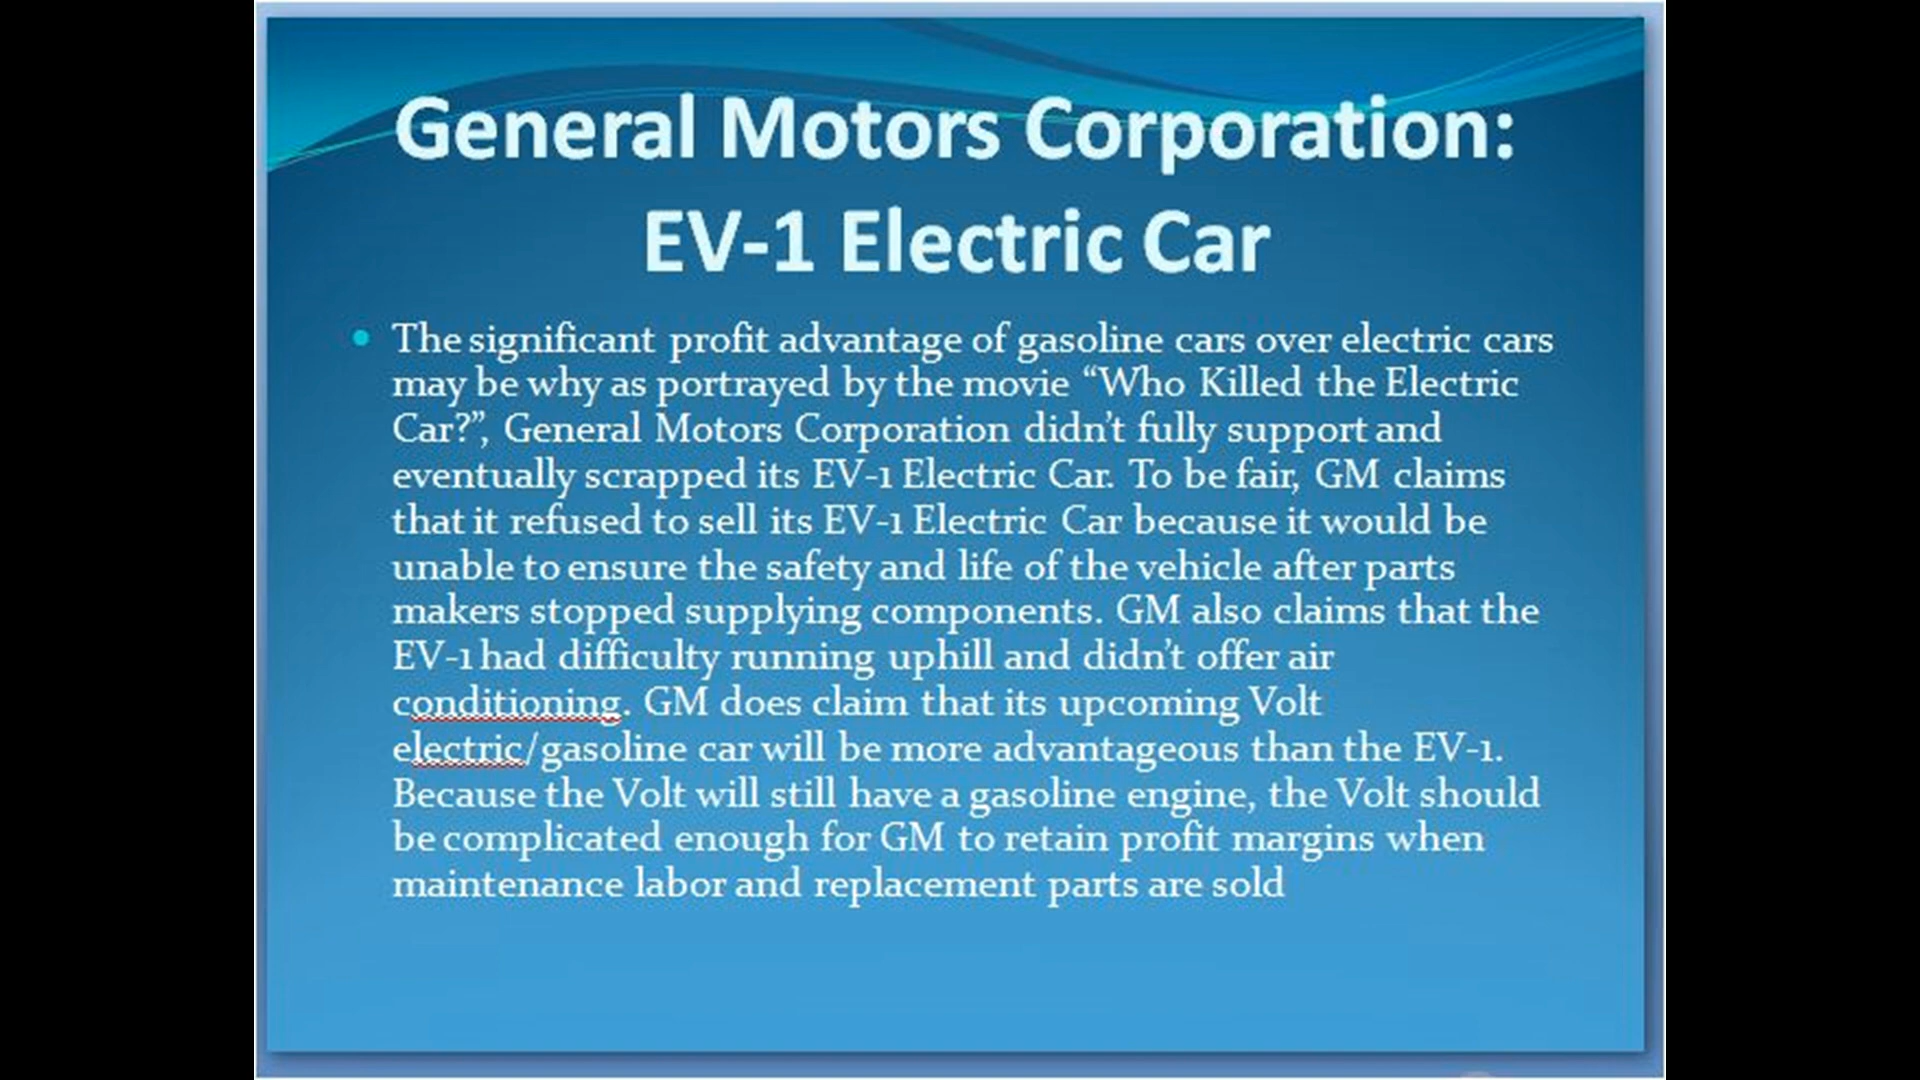 General Motors Corporation:
EV-1 Electric Car
The significant profit advantage of gasoline cars over electric cars
may be why as portrayed by the movie “Who Killed the Electric
Car?”, General Motors Corporation didn’t fully support and
eventually scrapped its EV-1 Electric Car. To be fair, GM claims
that it refused to sell its EV-1 Electric Car because it would be
unable to ensure the safety and life of the vehicle after parts
makers stopped supplying components. GM also claims that the
EV-1 had difficulty running uphill and didn’t offer air
conditioning. GM does claim that its upcoming Volt
electric/gasoline car will be more advantageous than the EV-1.
Because the Volt will still have a gasoline engine, the Volt should
be complicated enough for GM to retain profit margins when
maintenance labor and replacement parts are sold